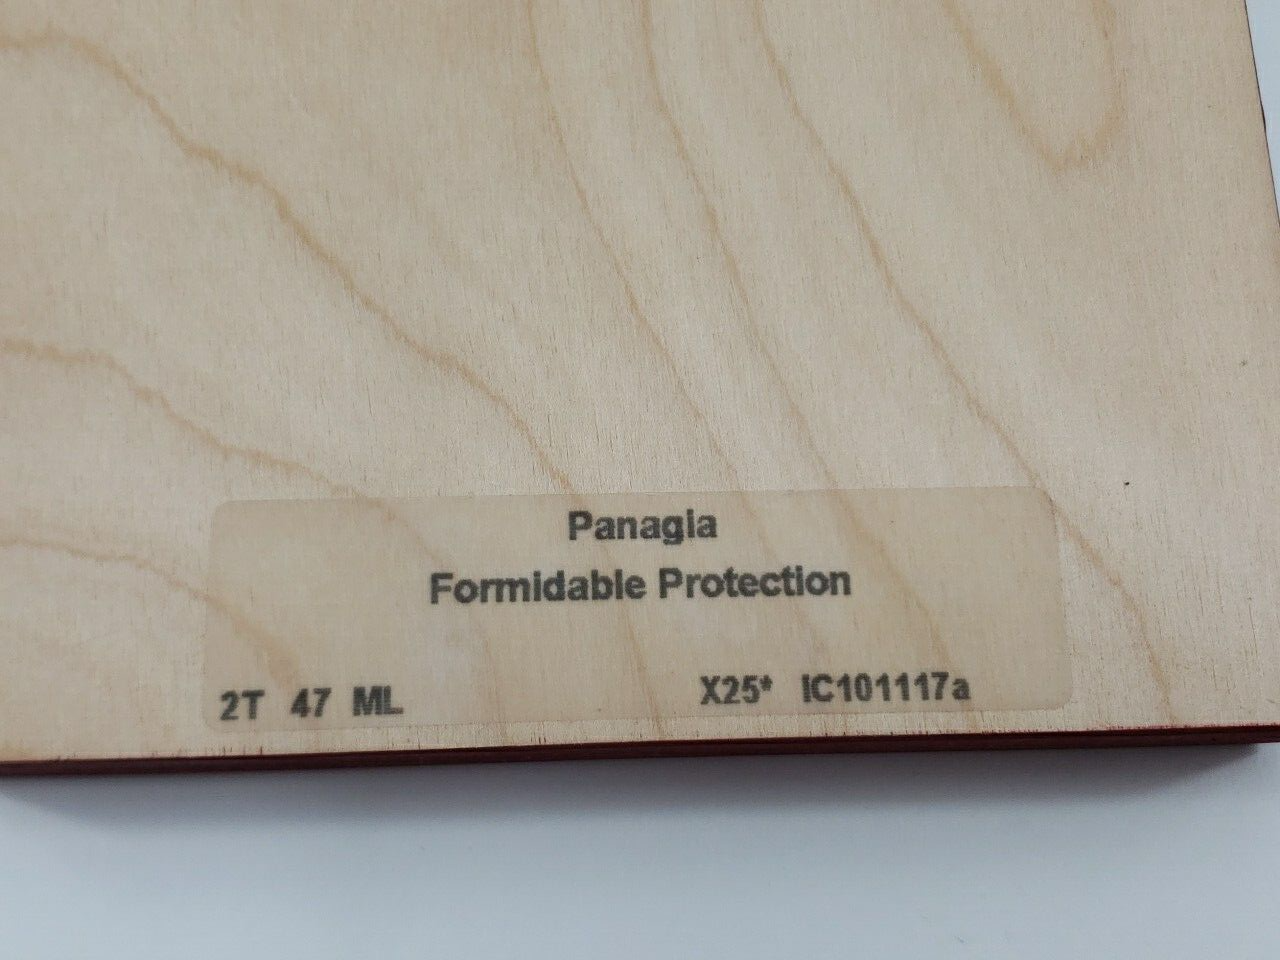 Panagia
Formidable Protection
2T 47 ML X25* IC101117a